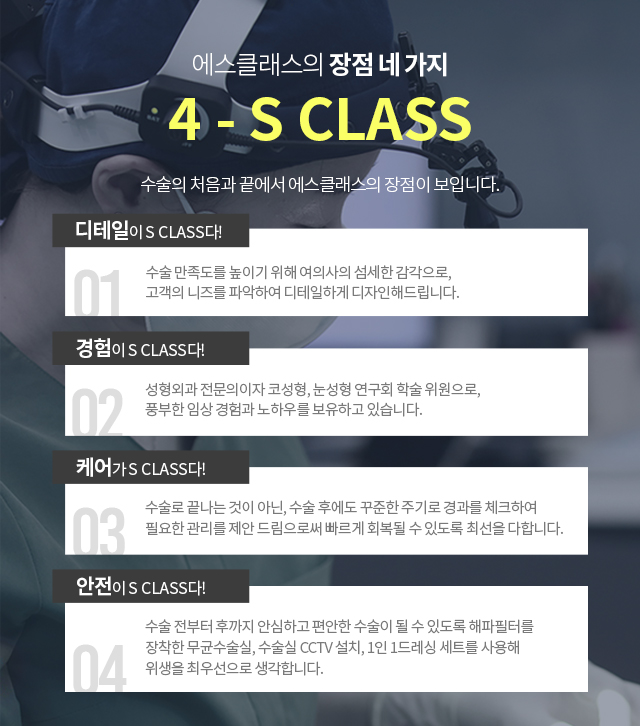 에스클래스의 장점 네 가지
4 - S CLASS
수술의 처음과 끝에서 에스클래스의 장점이 보입니다.
디테일이 S CLASS다!
01
수술 만족도를 높이기 위해 여의사의 섬세한 감각으로,
고객의 니즈를 파악하여 디테일하게 디자인해드립니다.
경험이 S CLASS다!
02
성형외과 전문의이자 코성형, 눈성형 연구회 학술 위원으로,
풍부한 임상 경험과 노하우를 보유하고 있습니다.
케어가 S CLASS다!
03
수술로 끝나는 것이 아닌, 수술 후에도 꾸준한 주기로 경과를 체크하여
필요한 관리를 제안 드림으로써 빠르게 회복될 수 있도록 최선을 다합니다.
안전이 S CLASS다!
04
수술 전부터 후까지 안심하고 편안한 수술이 될 수 있도록 해파필터를
장착한 무균수술실, 수술실 CCTV 설치, 1인 1드레싱 세트를 사용해
위생을 최우선으로 생각합니다.